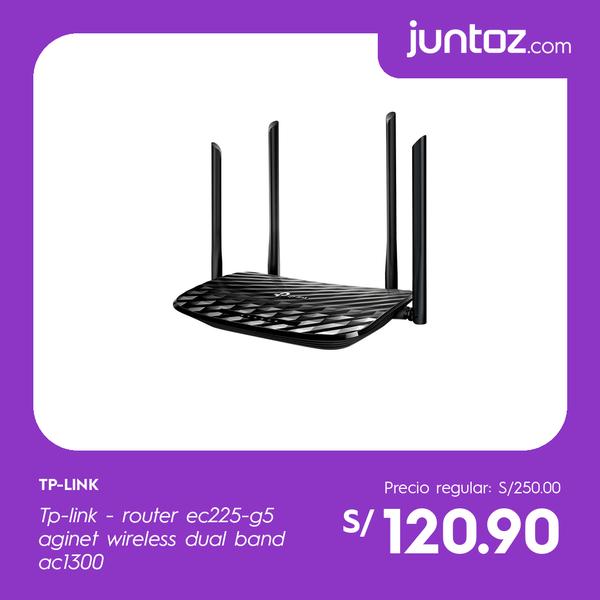 juntoz.com
TP-LINK
Tp-link - router ec225-g5
aginet wireless dual band
ac1300
Precio regular: S/250.00
S/120.90